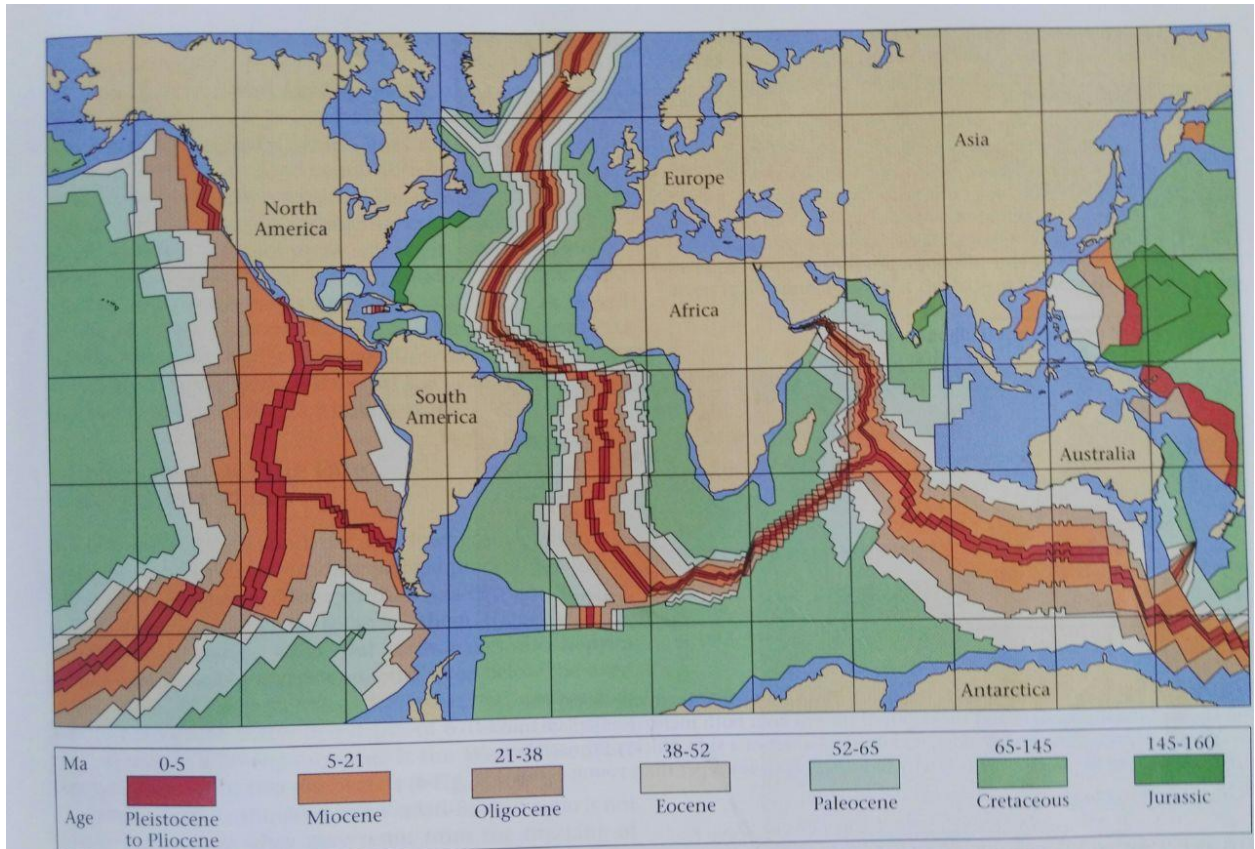 Asia
Europe
North
America
Africa
South
America
Australia
Antarctica
Ma 0-5 5-21 21-38 38-52 52-65 65-145 145-160
Age Pleistocene to Pliocene Miocene Oligocene Eocene Paleocene Cretaceous Jurassic